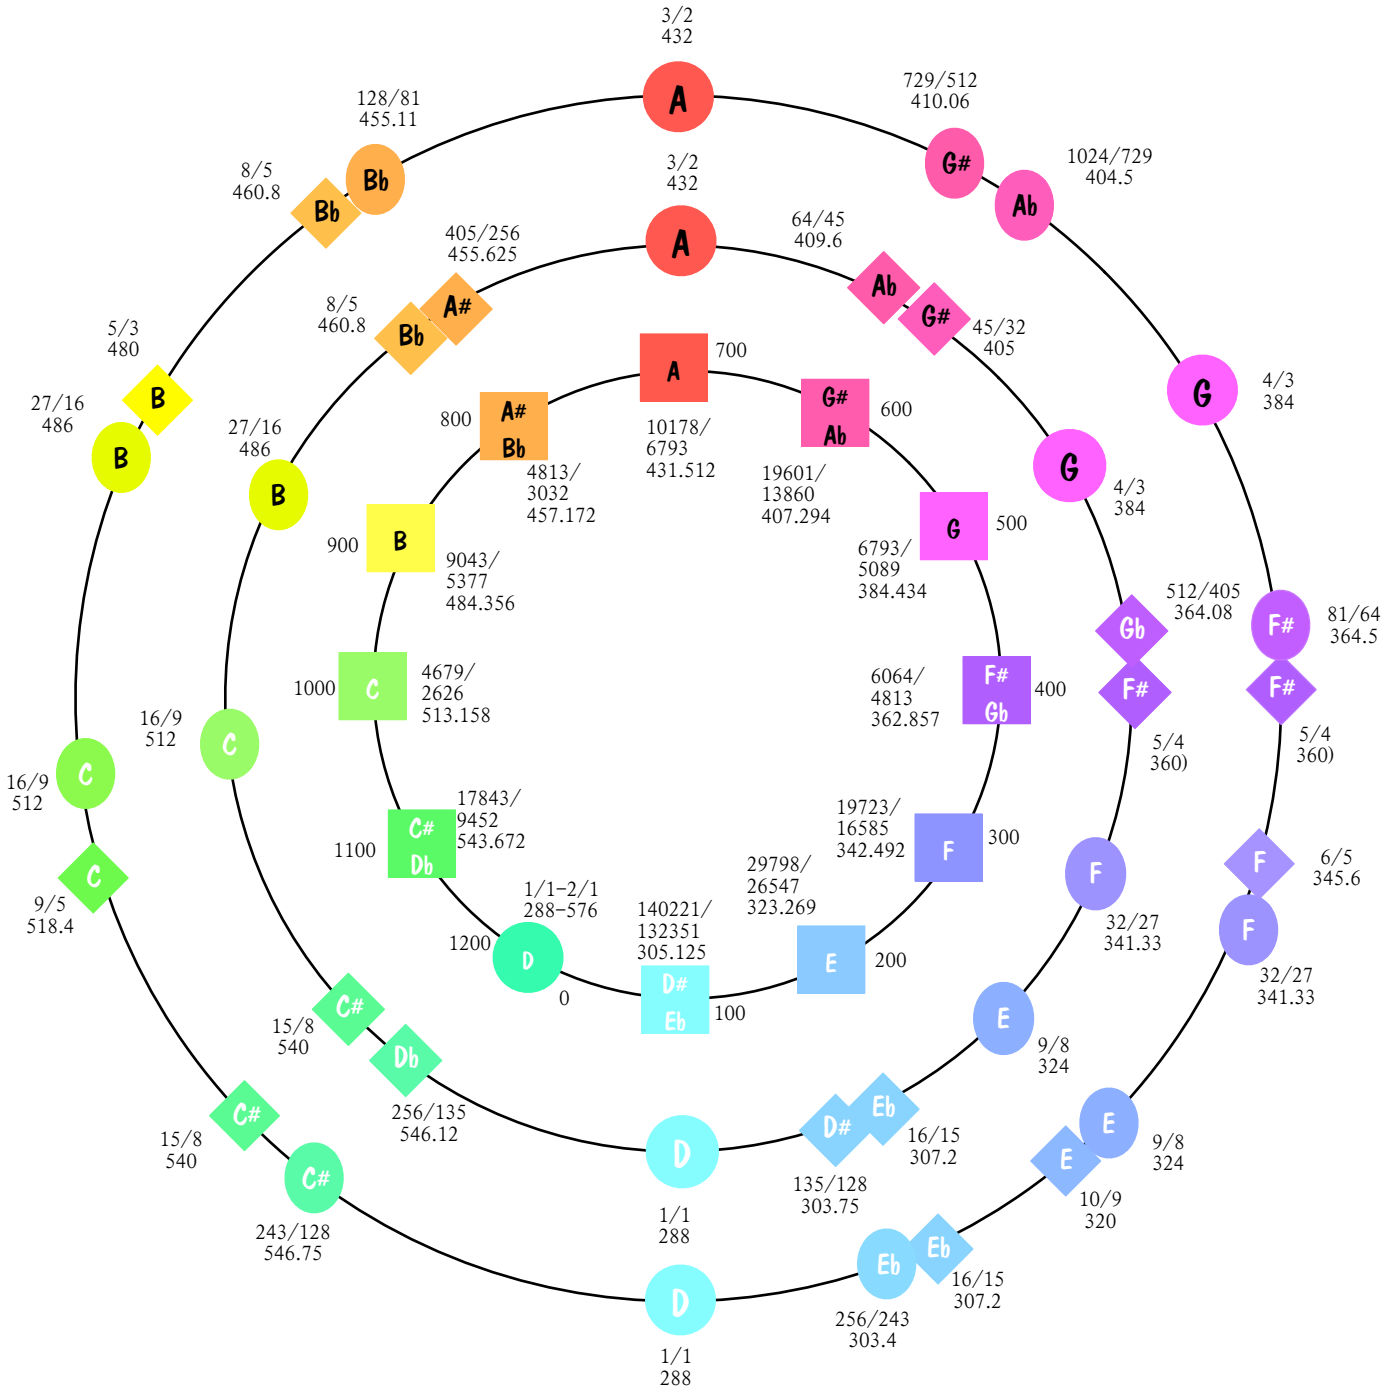 3/2
432
A
729/512
410.06
G#
1024/729
404.5
Ab
G
4/3
384
F#
81/64
364.5
F#
5/4
360)
F
6/5
345.6
F
32/27
341.33
E
9/8
324
E
10/9
320
Eb
16/15
307.2
Eb
256/243
303.4
D
1/1
288
C#
243/128
546.75
C#
15/8
540
C
9/5
518.4
C
16/9
512
B
27/16
486
B
5/3
480
Bb
8/5
460.8
Bb
128/81
455.11
3/2
432
A
64/45
409.6
Ab
G#
45/32
405
G
4/3
384
Gb
512/405
364.08
F#
5/4
360)
F
32/27
341.33
E
9/8
324
Eb
16/15
307.2
D#
135/128
303.75
D
1/1
288
Db
256/135
546.12
C#
15/8
540
C
16/9
512
B
27/16
486
Bb
8/5
460.8
A#
405/256
455.625
A
700
10178/
6793
431.512
G#
Ab
600
19601/
13860
407.294
G
500
6793/
5089
384.434
F#
Gb
400
6064/
4813
362.857
F
300
19723/
16585
342.492
E
200
29798/
26547
323.269
D#
Eb
100
140221/
132351
305.125
D
1200
0
1/1-2/1
288-576
C#
Db
1100
17843/
9452
543.672
C
1000
4679/
2626
513.158
B
900
9043/
5377
484.356
A#
Bb
800
4813/
3032
457.172